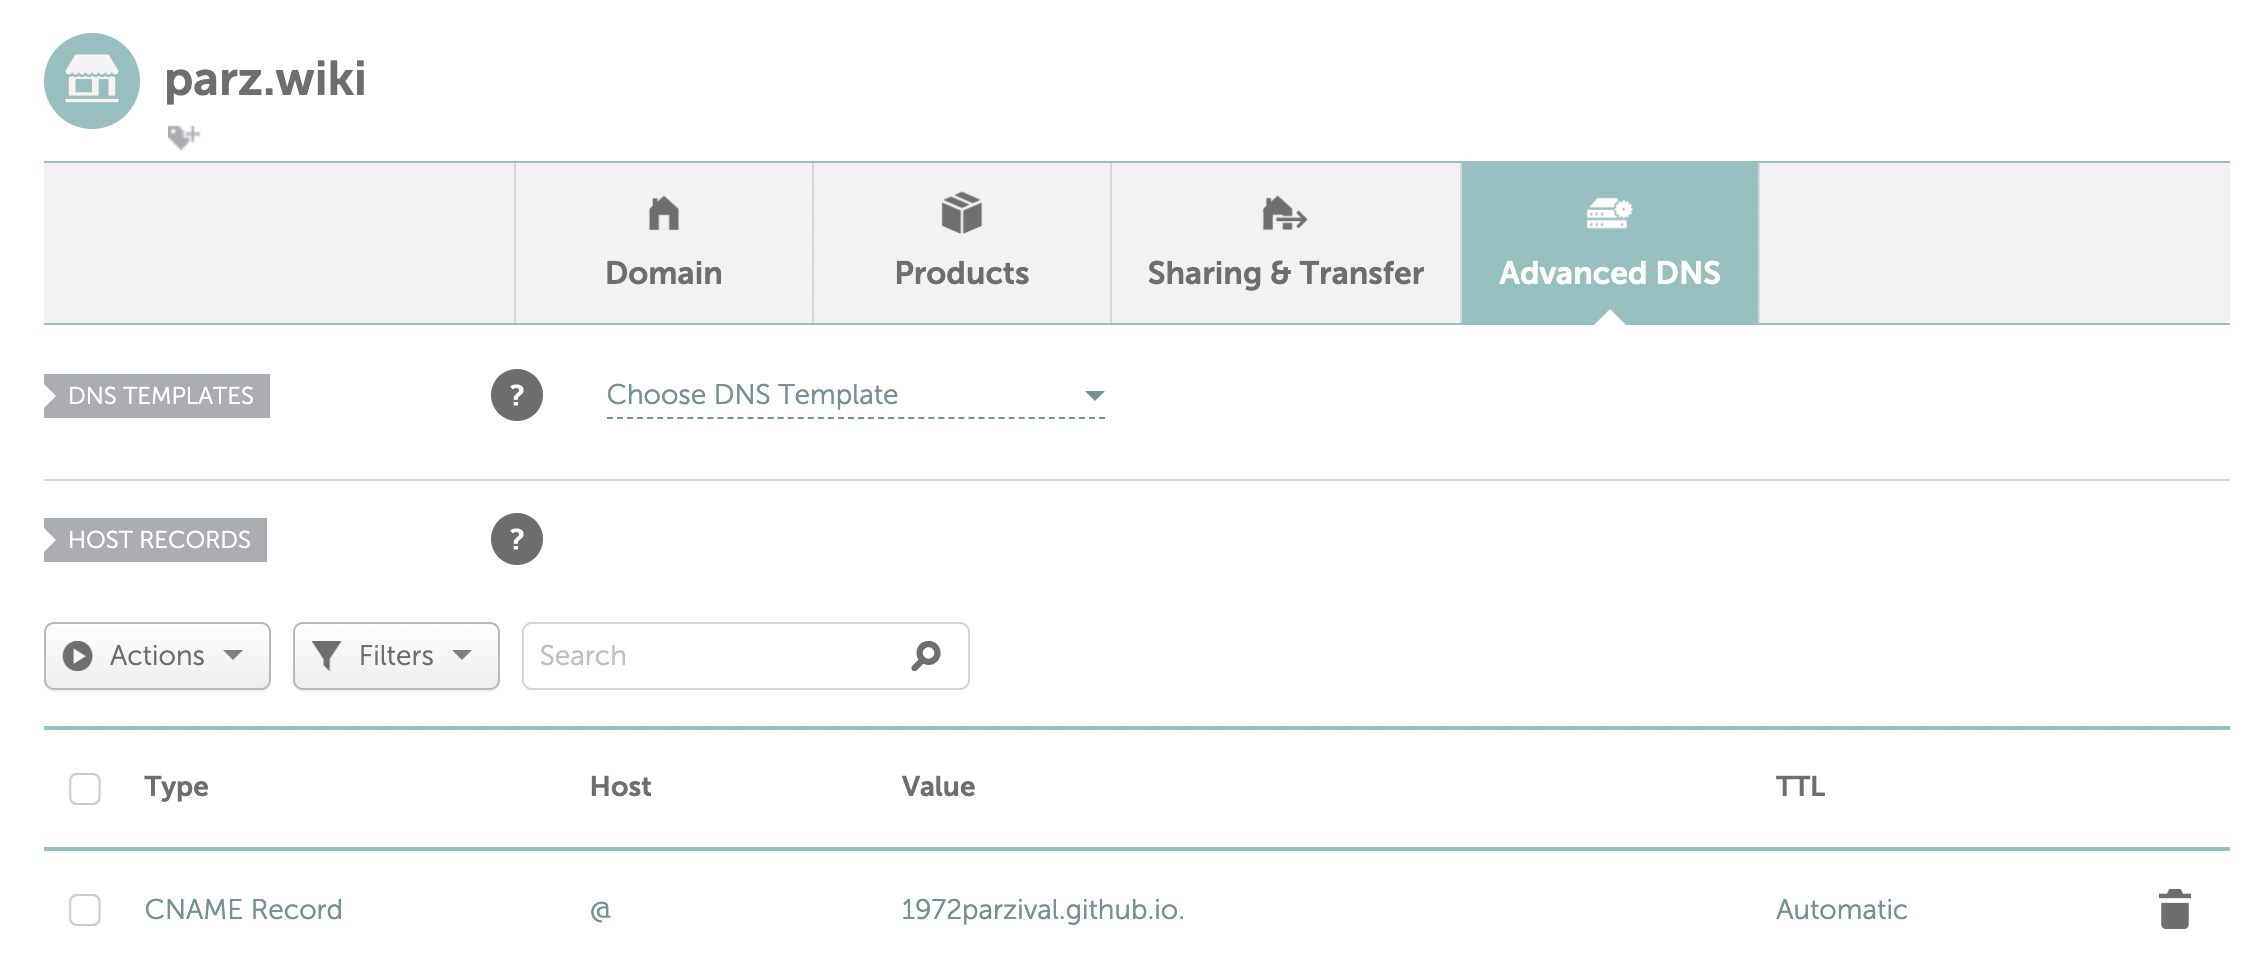 parz.wiki
Domain
Products
Sharing & Transfer
Advanced DNS
DNS TEMPLATES
?
Choose DNS Template
HOST RECORDS
?
Actions
Filters
Search
Type
Host
Value
TTL
CNAME Record
@
1972parzival.github.io.
Automatic